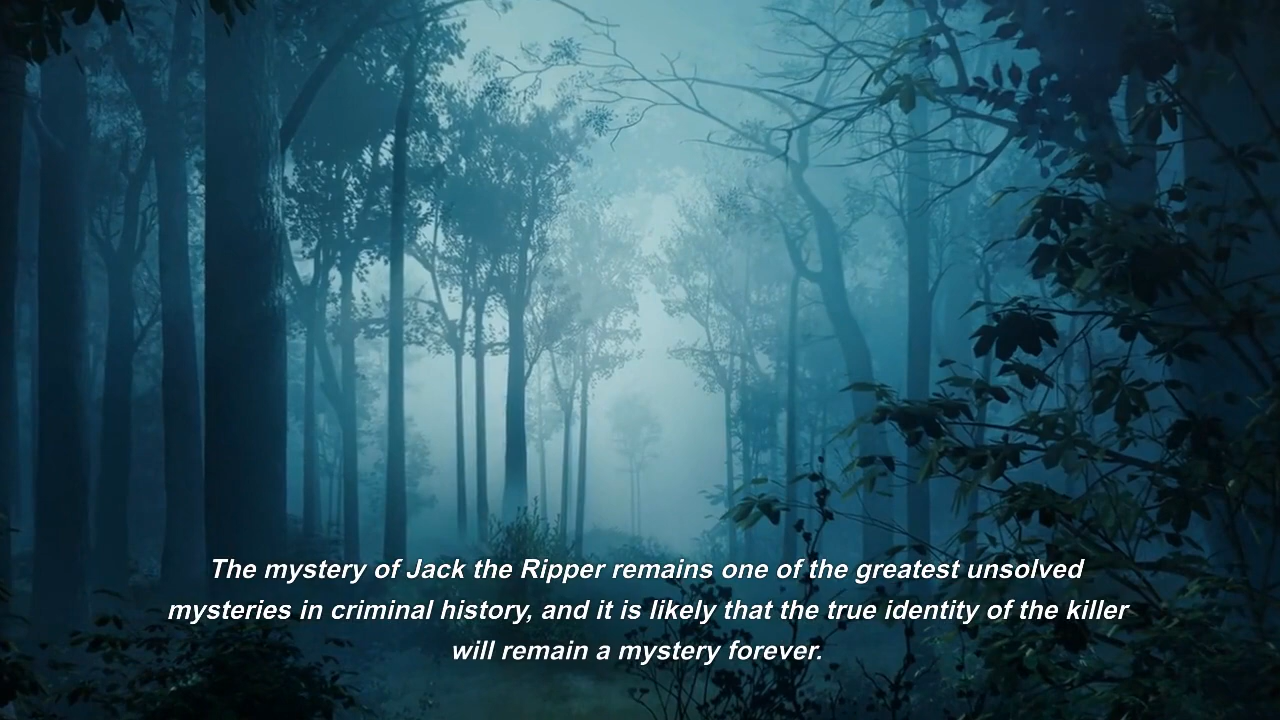 The mystery of Jack the Ripper remains one of the greatest unsolved
mysteries in criminal history, and it is likely that the true identity of the killer
will remain a mystery forever.